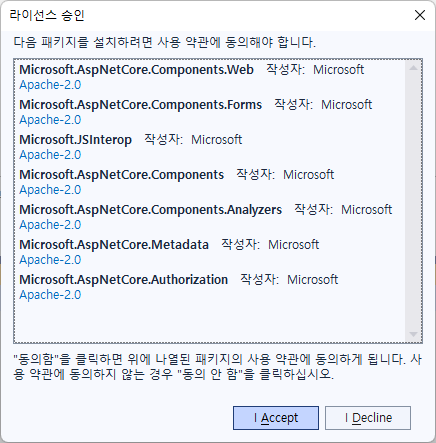 라이선스 승인
다음 패키지를 설치하려면 사용 약관에 동의해야 합니다.
Microsoft.AspNetCore.Components.Web 작성자: Microsoft
Apache-2.0
Microsoft.AspNetCore.Components.Forms 작성자: Microsoft
Apache-2.0
Microsoft.JSInterop 작성자: Microsoft
Apache-2.0
Microsoft.AspNetCore.Components 작성자: Microsoft
Apache-2.0
Microsoft.AspNetCore.Components.Analyzers 작성자: Microsoft
Apache-2.0
Microsoft.AspNetCore.Metadata 작성자: Microsoft
Apache-2.0
Microsoft.AspNetCore.Authorization 작성자: Microsoft
Apache-2.0
"동의함"을 클릭하면 위에 나열된 패키지의 사용 약관에 동의하게 됩니다. 사
용 약관에 동의하지 않는 경우 "동의 안 함"을 클릭하십시오.
I Accept
I Decline